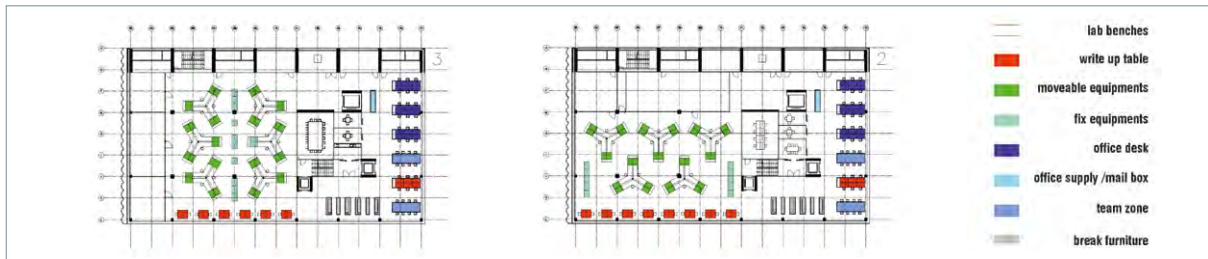 3
2
lab benches
write up table
moveable equipments
fix equipments
office desk
office supply /mail box
team zone
break furniture